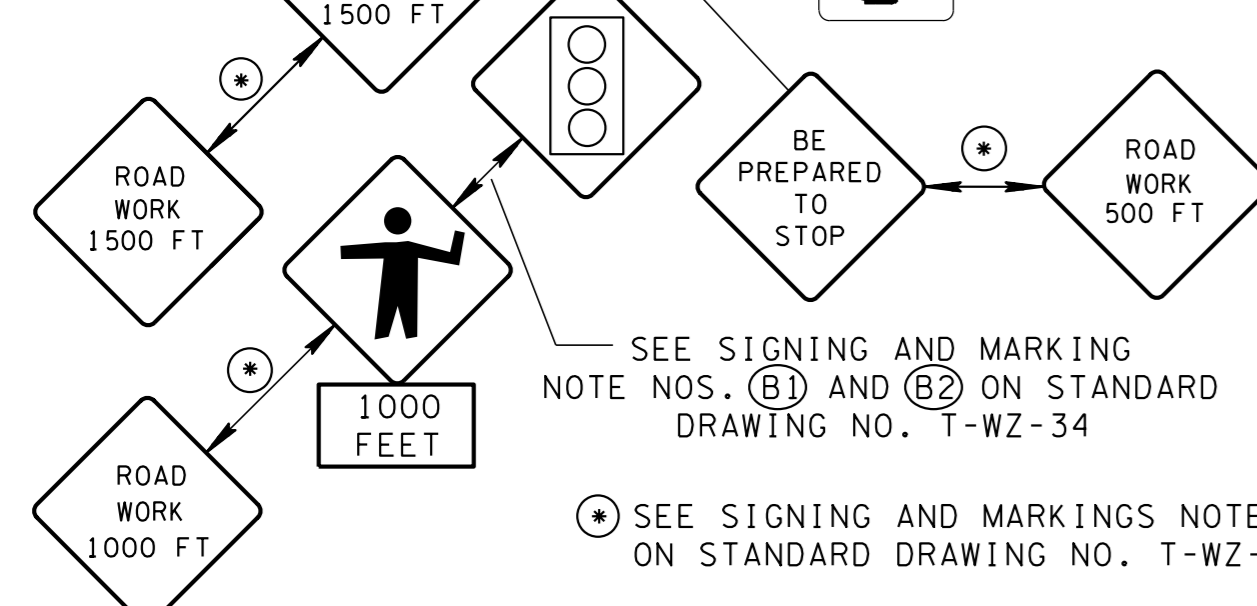 1500 FT
*
ROAD
WORK
1500 FT
BE
PREPARED
TO
STOP
*
ROAD
WORK
500 FT
SEE SIGNING AND MARKING
NOTE NOS. B1 AND B2 ON STANDARD
DRAWING NO. T-WZ-34
*
1000
FEET
ROAD
WORK
1000 FT
* SEE SIGNING AND MARKINGS NOTE
ON STANDARD DRAWING NO. T-WZ-